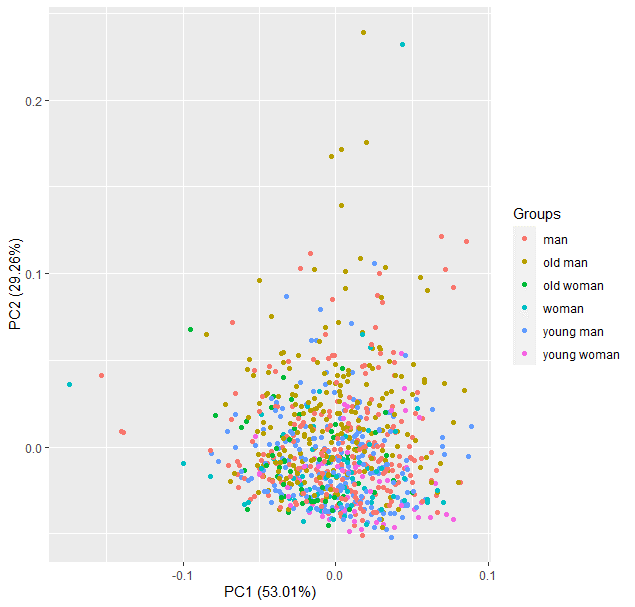 PC2 (29.26%)
0.2
0.1
0.0
-0.1
0.0
0.1
PC1 (53.01%)
Groups
man
old man
old woman
woman
young man
young woman